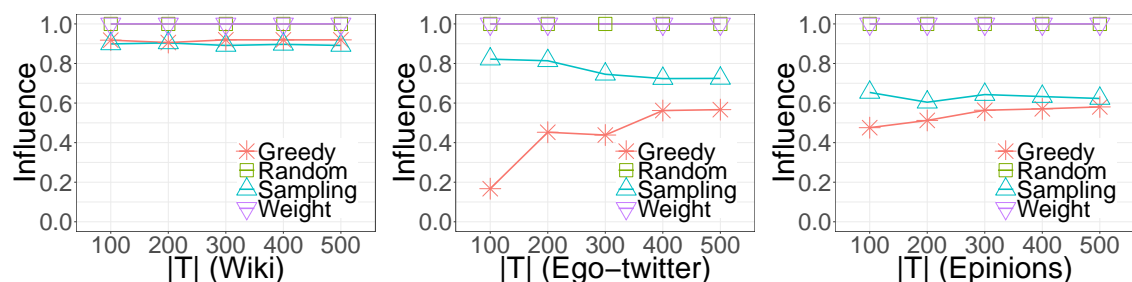 Influence
1.0
0.8
0.6
0.4
0.2
0.0
Greedy
Random
Sampling
Weight
100 200 300 400 500
|T| (Wiki)
Influence
1.0
0.8
0.6
0.4
0.2
0.0
Greedy
Random
Sampling
Weight
100 200 300 400 500
|T| (Ego−twitter)
Influence
1.0
0.8
0.6
0.4
0.2
0.0
Greedy
Random
Sampling
Weight
100 200 300 400 500
|T| (Epinions)